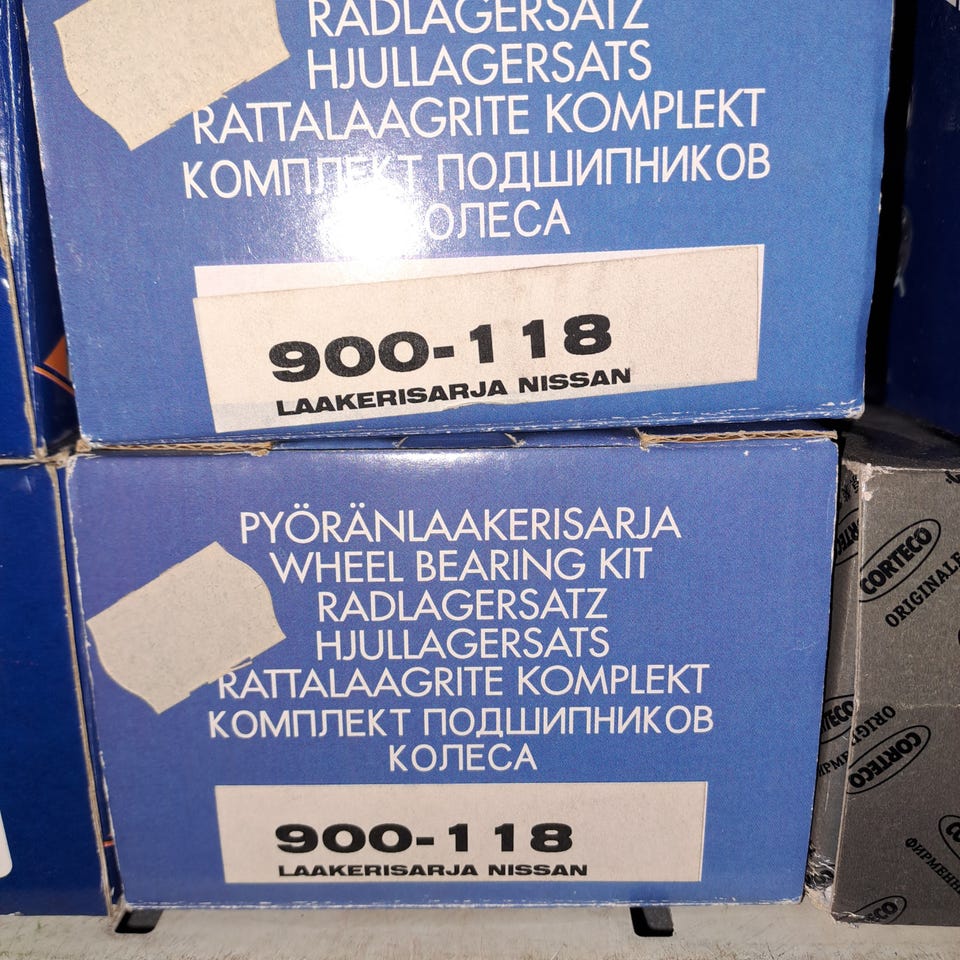 RADLAGERSATZ
HJULLAGERSATS
RATTALAAGRITE KOMPLEKT
КОМПЛЕКТ ПОДШИПНИКОВ
КОЛЕСА
900-118
LAAKERISARJA NISSAN
PYÖRÄNLAAKERISARJA
WHEEL BEARING KIT
RADLAGERSATZ
HJULLAGERSATS
RATTALAAGRITE KOMPLEKT
КОМПЛЕКТ ПОДШИПНИКОВ
КОЛЕСА
900-118
LAAKERISARJA NISSAN
CORTECO
ORIGINALE
CORTECO